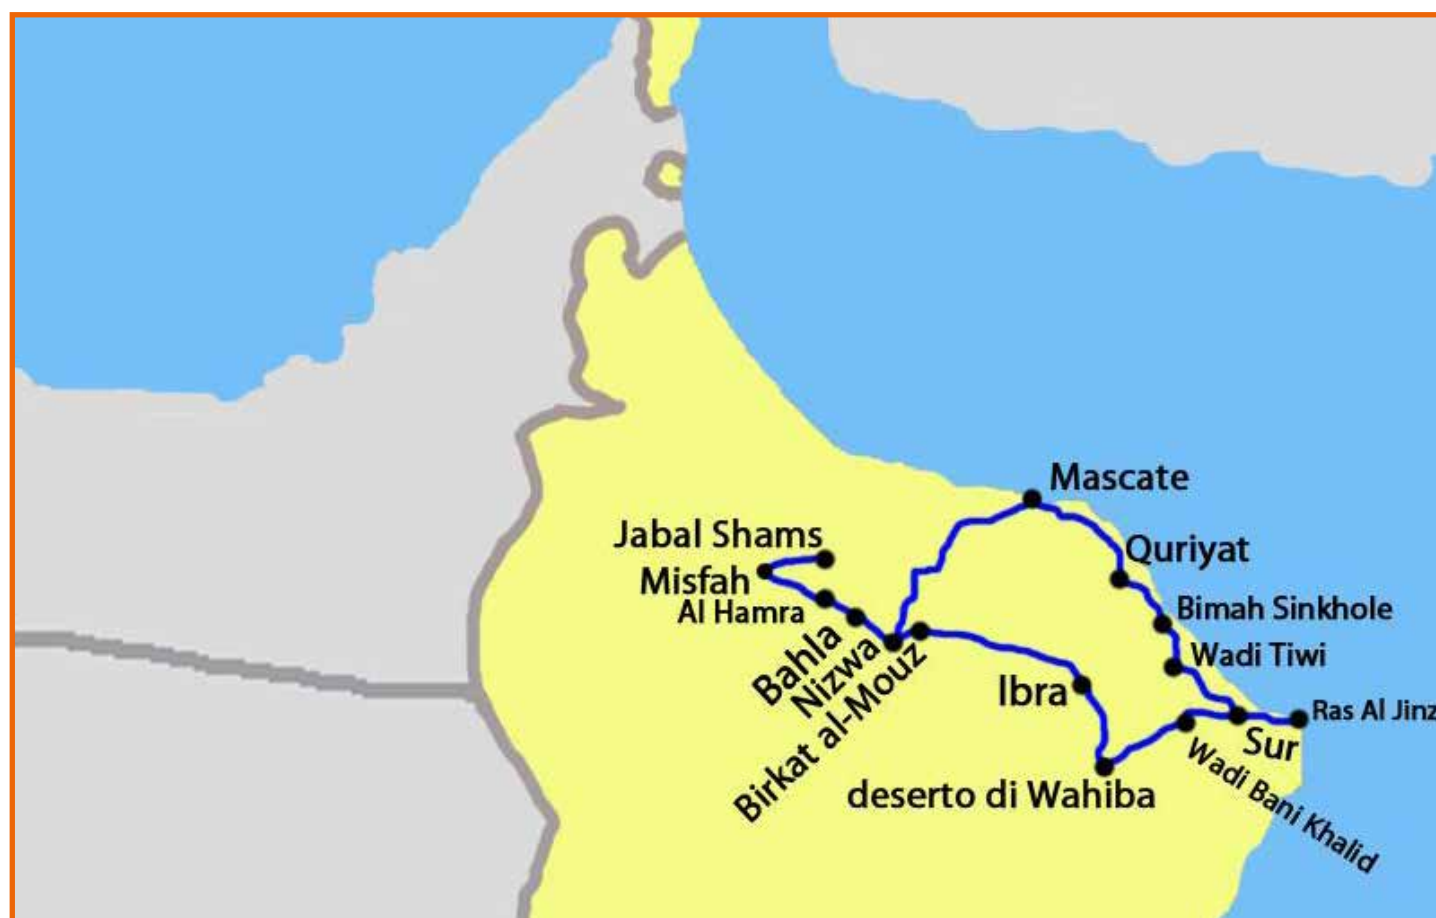 Mascate
Jabal Shams
Quriyat
Misfah
Al Hamra
Bimah Sinkhole
Bahla
Nizwa
Birkat al-Mouz
Wadi Tiwi
Ibra
Ras Al Jinz
Sur
Wadi Bani Khalid
deserto di Wahiba